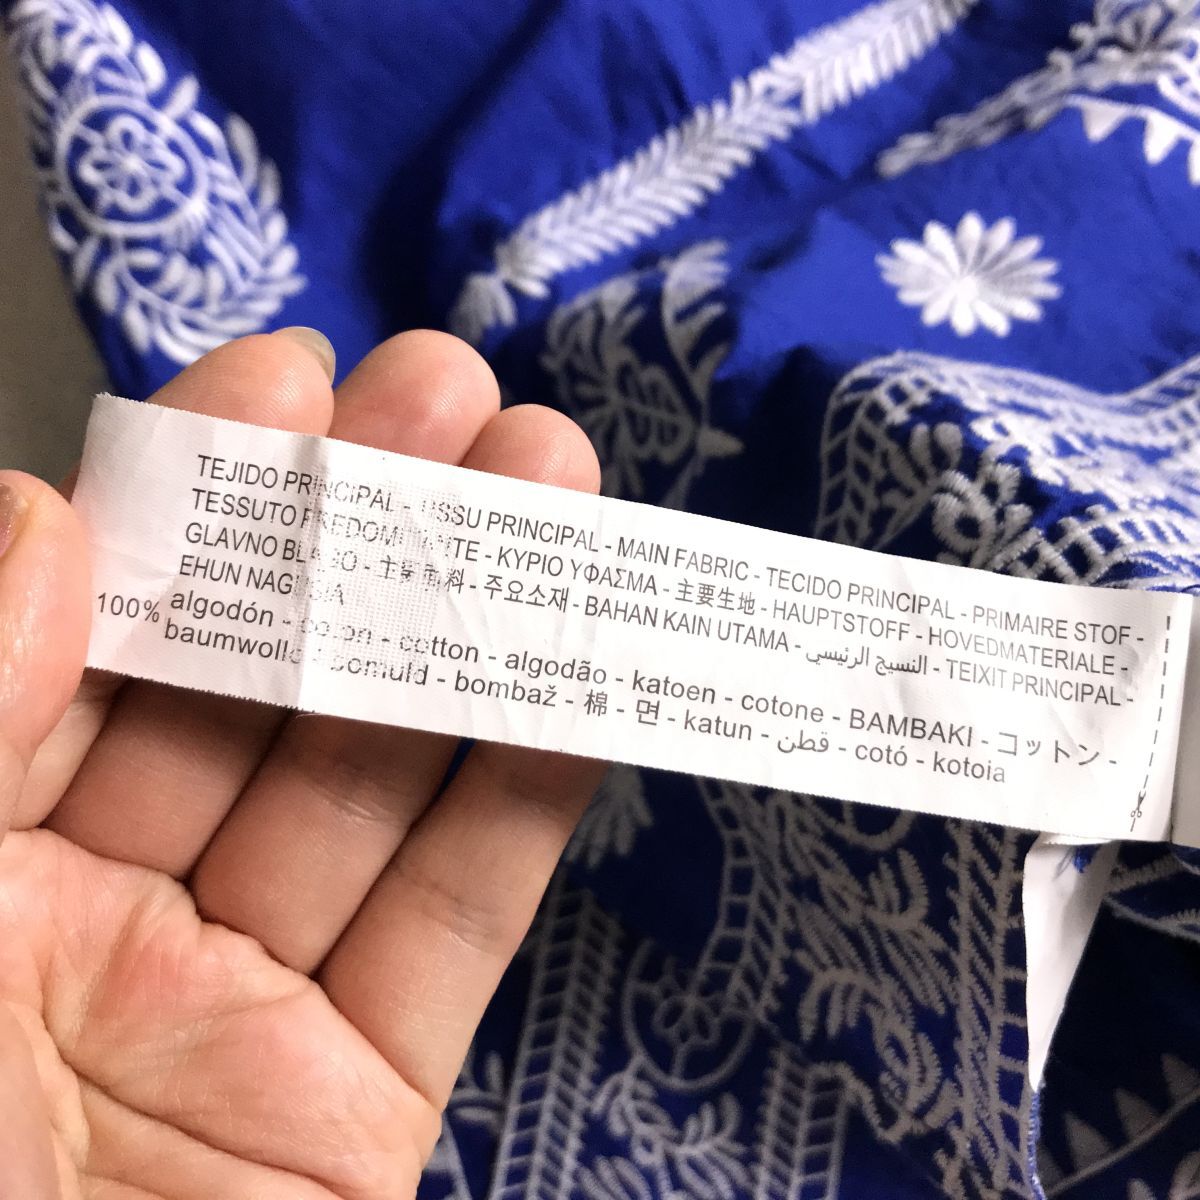 TEJIDO PRINCIPAL - TISSU PRINCIPAL - MAIN FABRIC - TECIDO PRINCIPAL - PRIMAIRE STOF -
TESSUTO PREDOMINANTE - ΚΥΡΙΟ ΥΦΑΣΜΑ - 主要生地 - HAUPTSTOFF - HOVEDMATERIALE -
GLAVNO BLAGO - 主要面料 - 주요소재 - BAHAN KAIN UTAMA - النسيج الرئيسي - TEIXIT PRINCIPAL -
EHUN NAGUSIA
100% algodón - coton - cotton - algodão - katoen - cotone - BAMBAKI - コットン -
baumwolle - bomuld - bombaž - 棉 - 면 - katun - قطن - cotó - kotoia